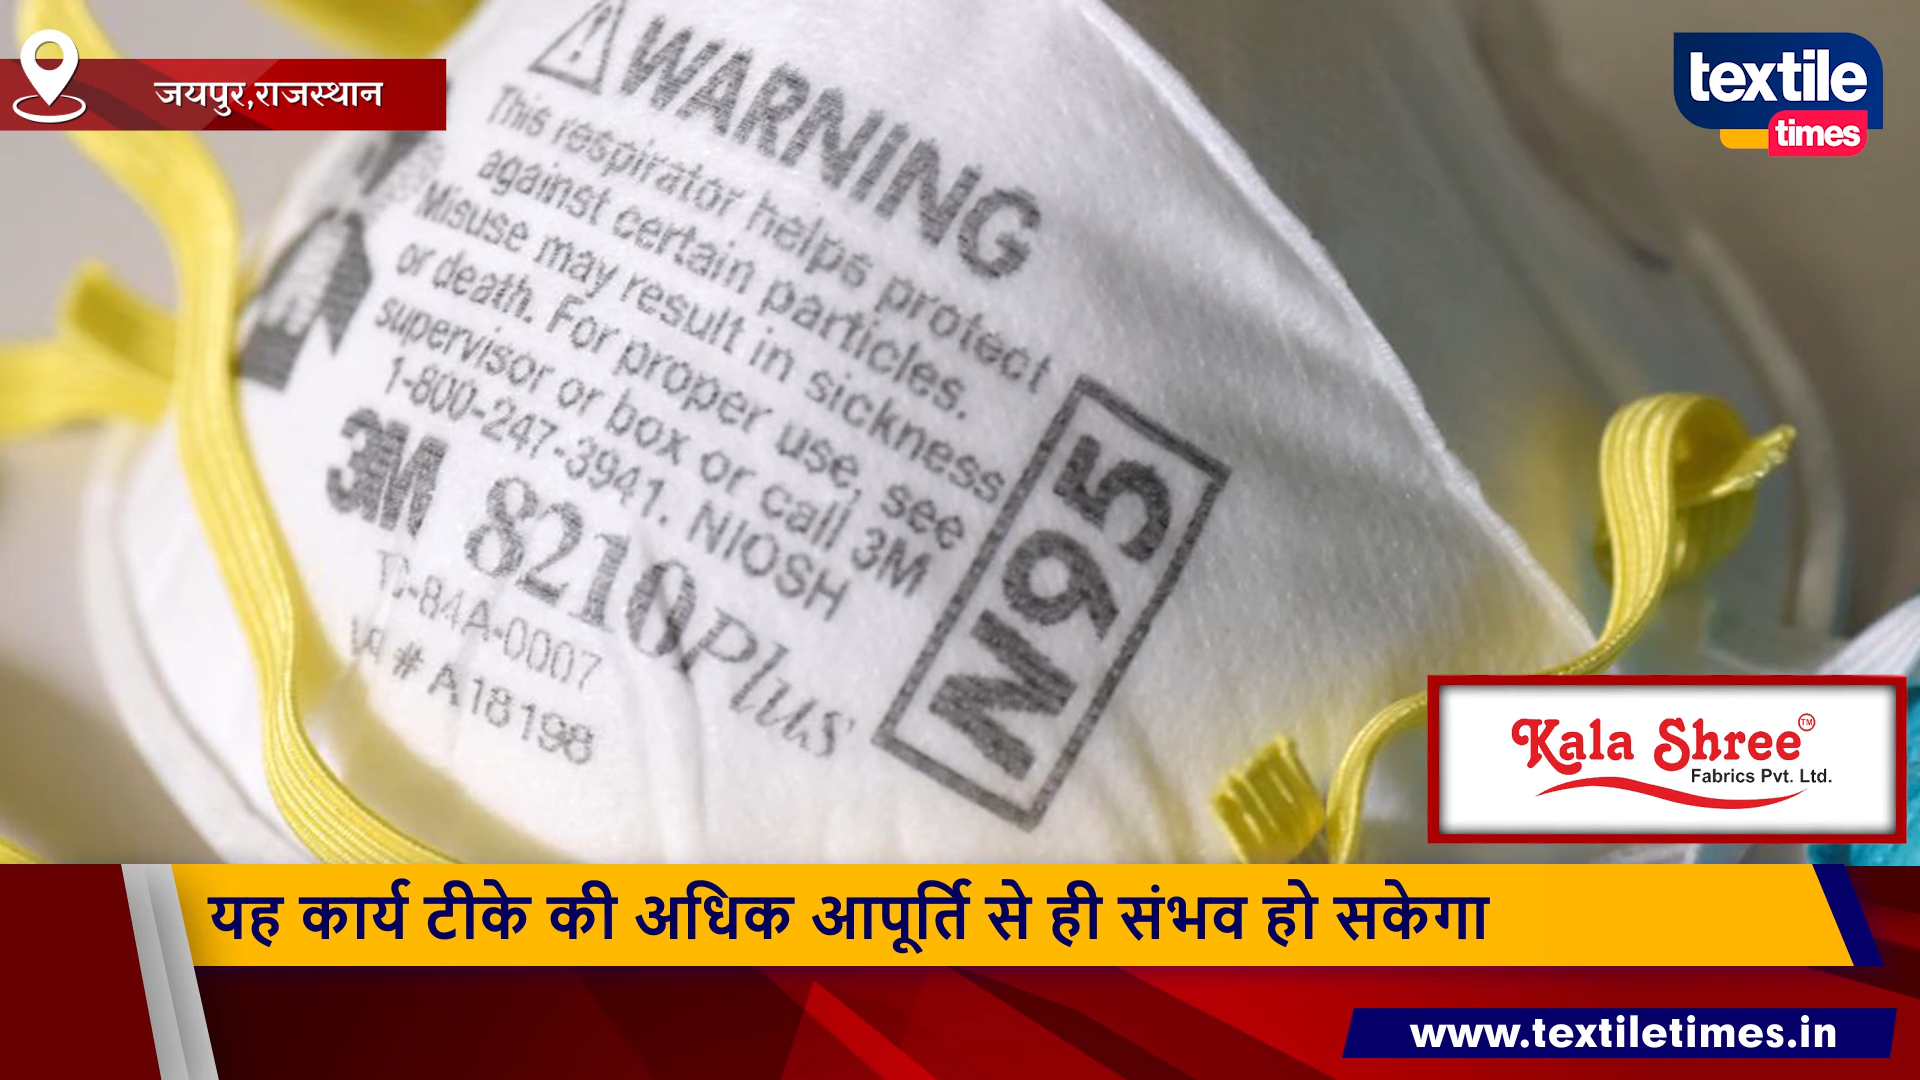 जयपुर,राजस्थान
textile
times
WARNING
This respirator helps protect
against certain particles.
Misuse may result in sickness
or death. For proper use, see
supervisor or box or call 3M
1-800-247-3941. NIOSH
3M 8210Plus
TC-84A-0007
# A18198
N95
Kala Shree TM
Fabrics Pvt. Ltd.
यह कार्य टीके की अधिक आपूर्ति से ही संभव हो सकेगा
www.textiletimes.in